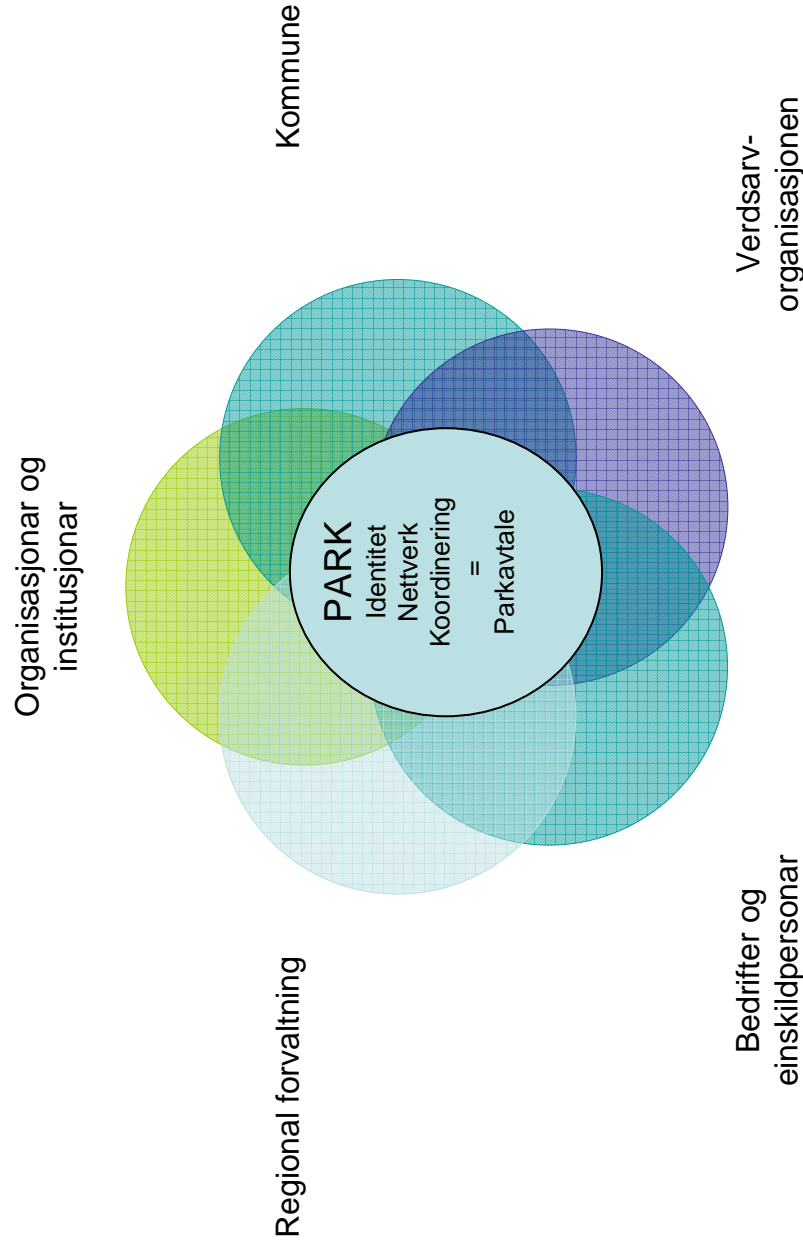 Organisasjonar og
institusjonar
Regional forvaltning
Kommune
PARK
Identitet
Nettverk
Koordinering
=
Parkavtale
Bedrifter og
einskildpersonar
Verdsarv-
organisasjonen